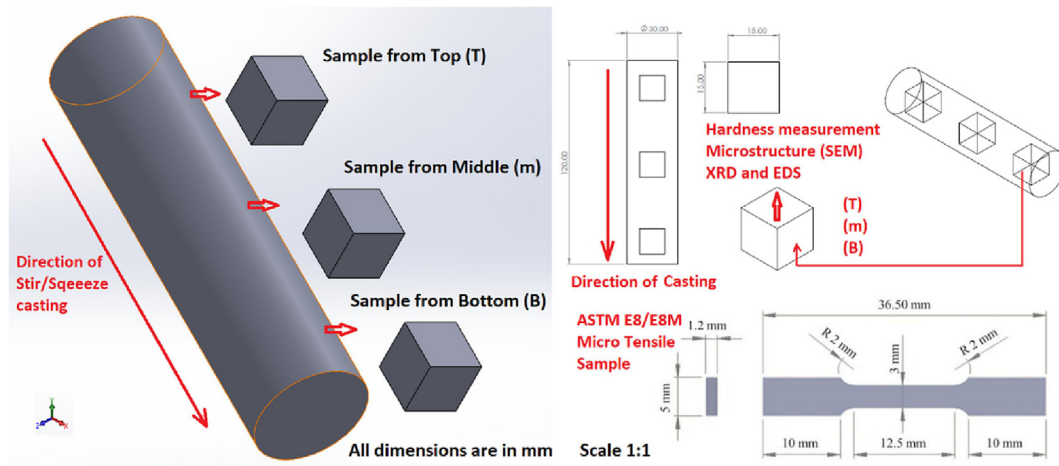 Sample from Top (T)
Sample from Middle (m)
Direction of
Stir/Sqeeeze
casting
Sample from Bottom (B)
All dimensions are in mm
Y
Z
X
Ø30.00
120.00
Direction of Casting
15.00
15.00
Hardness measurement
Microstructure (SEM)
XRD and EDS
(T)
(m)
(B)
ASTM E8/E8M
Micro Tensile
Sample
1.2 mm
5 mm
36.50 mm
R 2 mm
3 mm
R 2 mm
10 mm
12.5 mm
10 mm
Scale 1:1